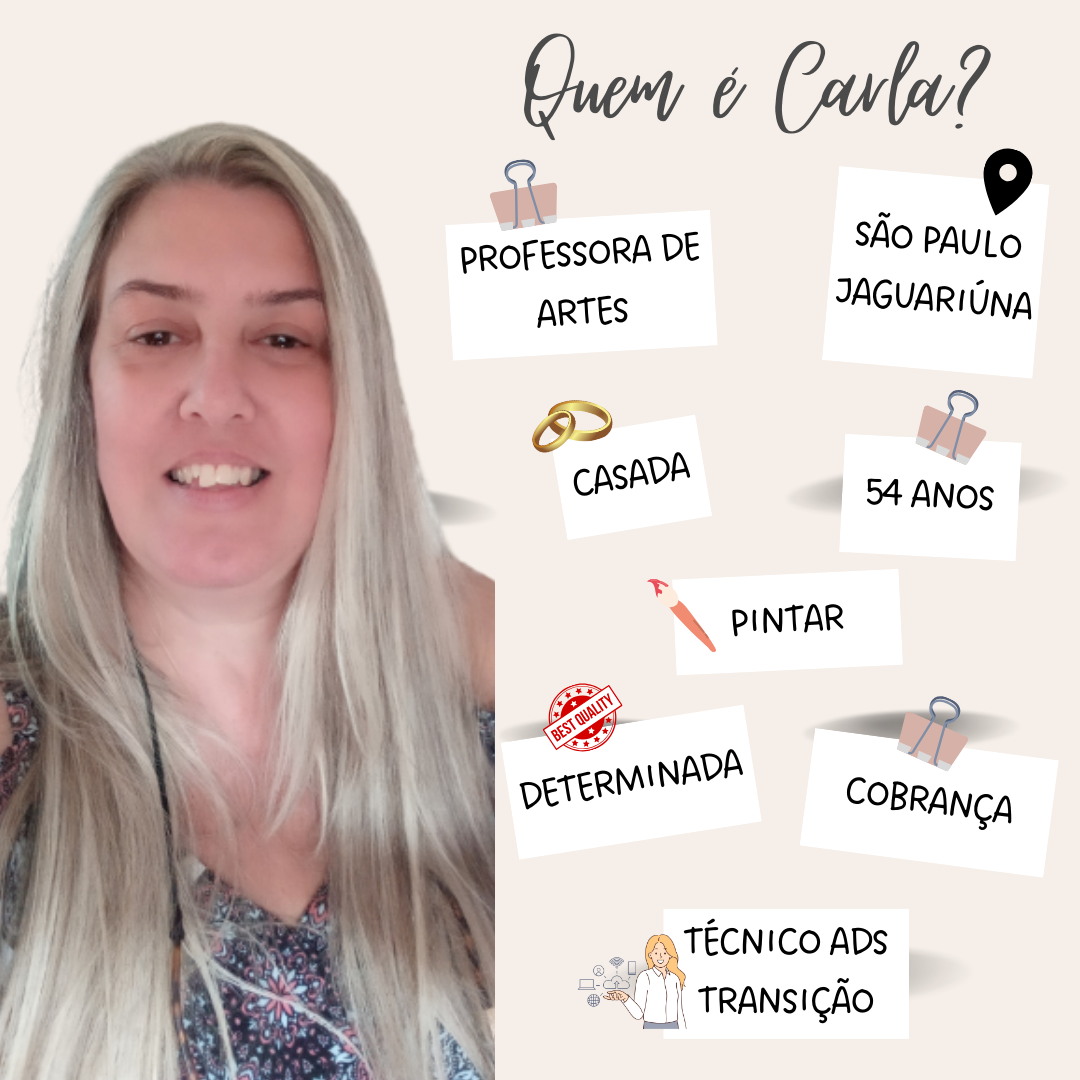 Quem é Carla?
PROFESSORA DE
ARTES
SÃO PAULO
JAGUARIÚNA
CASADA
54 ANOS
PINTAR
BEST QUALITY
DETERMINADA
COBRANÇA
TÉCNICO ADS
TRANSIÇÃO